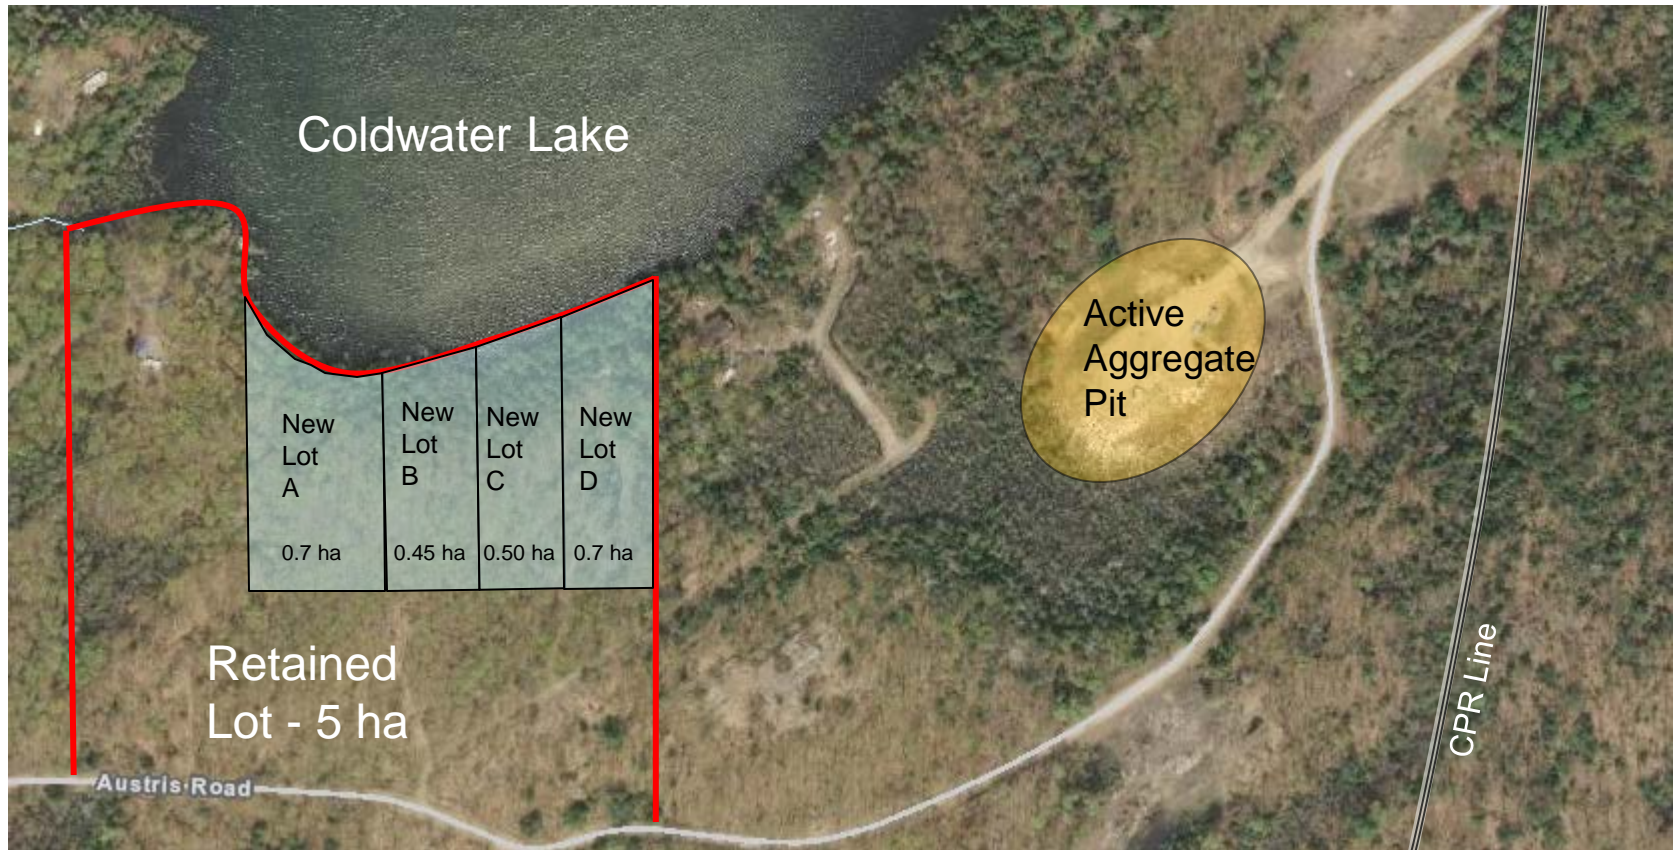 Coldwater Lake
Active
Aggregate
Pit
New
Lot
A
0.7 ha
New
Lot
B
0.45 ha
New
Lot
C
0.50 ha
New
Lot
D
0.7 ha
Retained
Lot - 5 ha
CPR Line
Austris Road